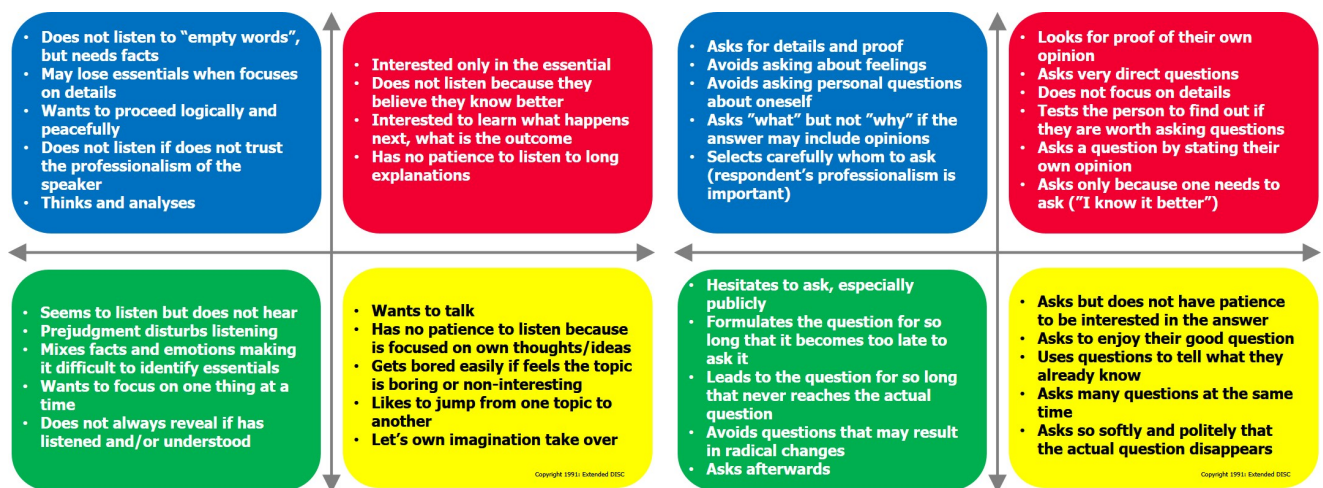 • Does not listen to “empty words”,
but needs facts
• May lose essentials when focuses
on details
• Wants to proceed logically and
peacefully
• Does not listen if does not trust
the professionalism of the
speaker
• Thinks and analyses
• Interested only in the essential
• Does not listen because they
believe they know better
• Interested to learn what happens
next, what is the outcome
• Has no patience to listen to long
explanations
• Seems to listen but does not hear
• Prejudgment disturbs listening
• Mixes facts and emotions making
it difficult to identify essentials
• Wants to focus on one thing at a
time
• Does not always reveal if has
listened and/or understood
• Wants to talk
• Has no patience to listen because
is focused on own thoughts/ideas
• Gets bored easily if feels the topic
is boring or non-interesting
• Likes to jump from one topic to
another
• Let’s own imagination take over
Copyright 1991: Extended DISC
• Asks for details and proof
• Avoids asking about feelings
• Avoids asking personal questions
about oneself
• Asks ”what” but not ”why” if the
answer may include opinions
• Selects carefully whom to ask
(respondent’s professionalism is
important)
• Looks for proof of their own
opinion
• Asks very direct questions
• Does not focus on details
• Tests the person to find out if
they are worth asking questions
• Asks a question by stating their
own opinion
• Asks only because one needs to
ask (”I know it better”)
• Hesitates to ask, especially
publicly
• Formulates the question for so
long that it becomes too late to
ask it
• Leads to the question for so long
that never reaches the actual
question
• Avoids questions that may result
in radical changes
• Asks afterwards
• Asks but does not have patience
to be interested in the answer
• Asks to enjoy their good question
• Uses questions to tell what they
already know
• Asks many questions at the same
time
• Asks so softly and politely that
the actual question disappears
Copyright 1991: Extended DISC